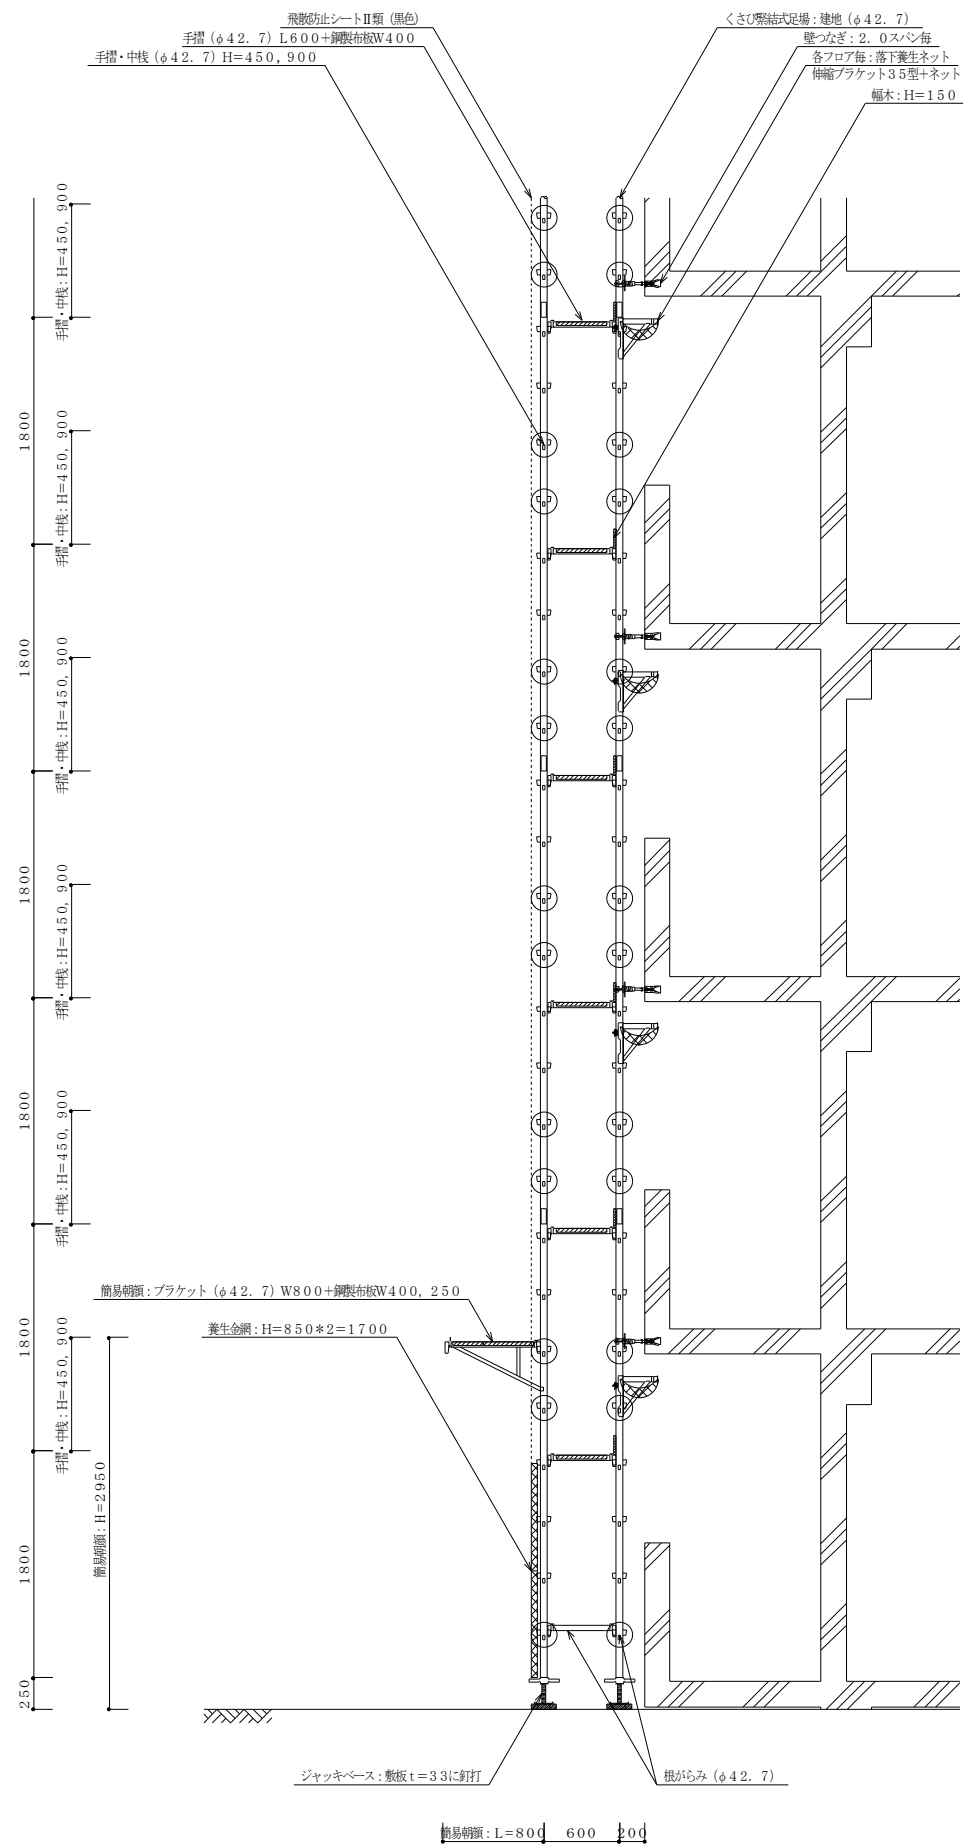 飛散防止シートⅡ類（黒色）
手摺（φ42．7）L600＋鋼製布板W400
手摺・中桟（φ42．7）H＝450，900
くさび緊結式足場：建地（φ42．7）
壁つなぎ：2．0スパン毎
各フロア毎：落下養生ネット
伸縮ブラケット35型＋ネット
幅木：H＝150
手摺・中桟：H＝450，900
1800
手摺・中桟：H＝450，900
1800
手摺・中桟：H＝450，900
1800
手摺・中桟：H＝450，900
1800
手摺・中桟：H＝450，900
簡易朝顔：ブラケット（φ42．7）W800＋鋼製布板W400，250
養生金網：H＝850*2＝1700
1800
手摺・中桟：H＝450，900
簡易朝顔：H＝2950
1800
250
ジャッキベース：敷板t＝33に釘打
根がらみ（φ42．7）
簡易朝顔：L＝800
600
200